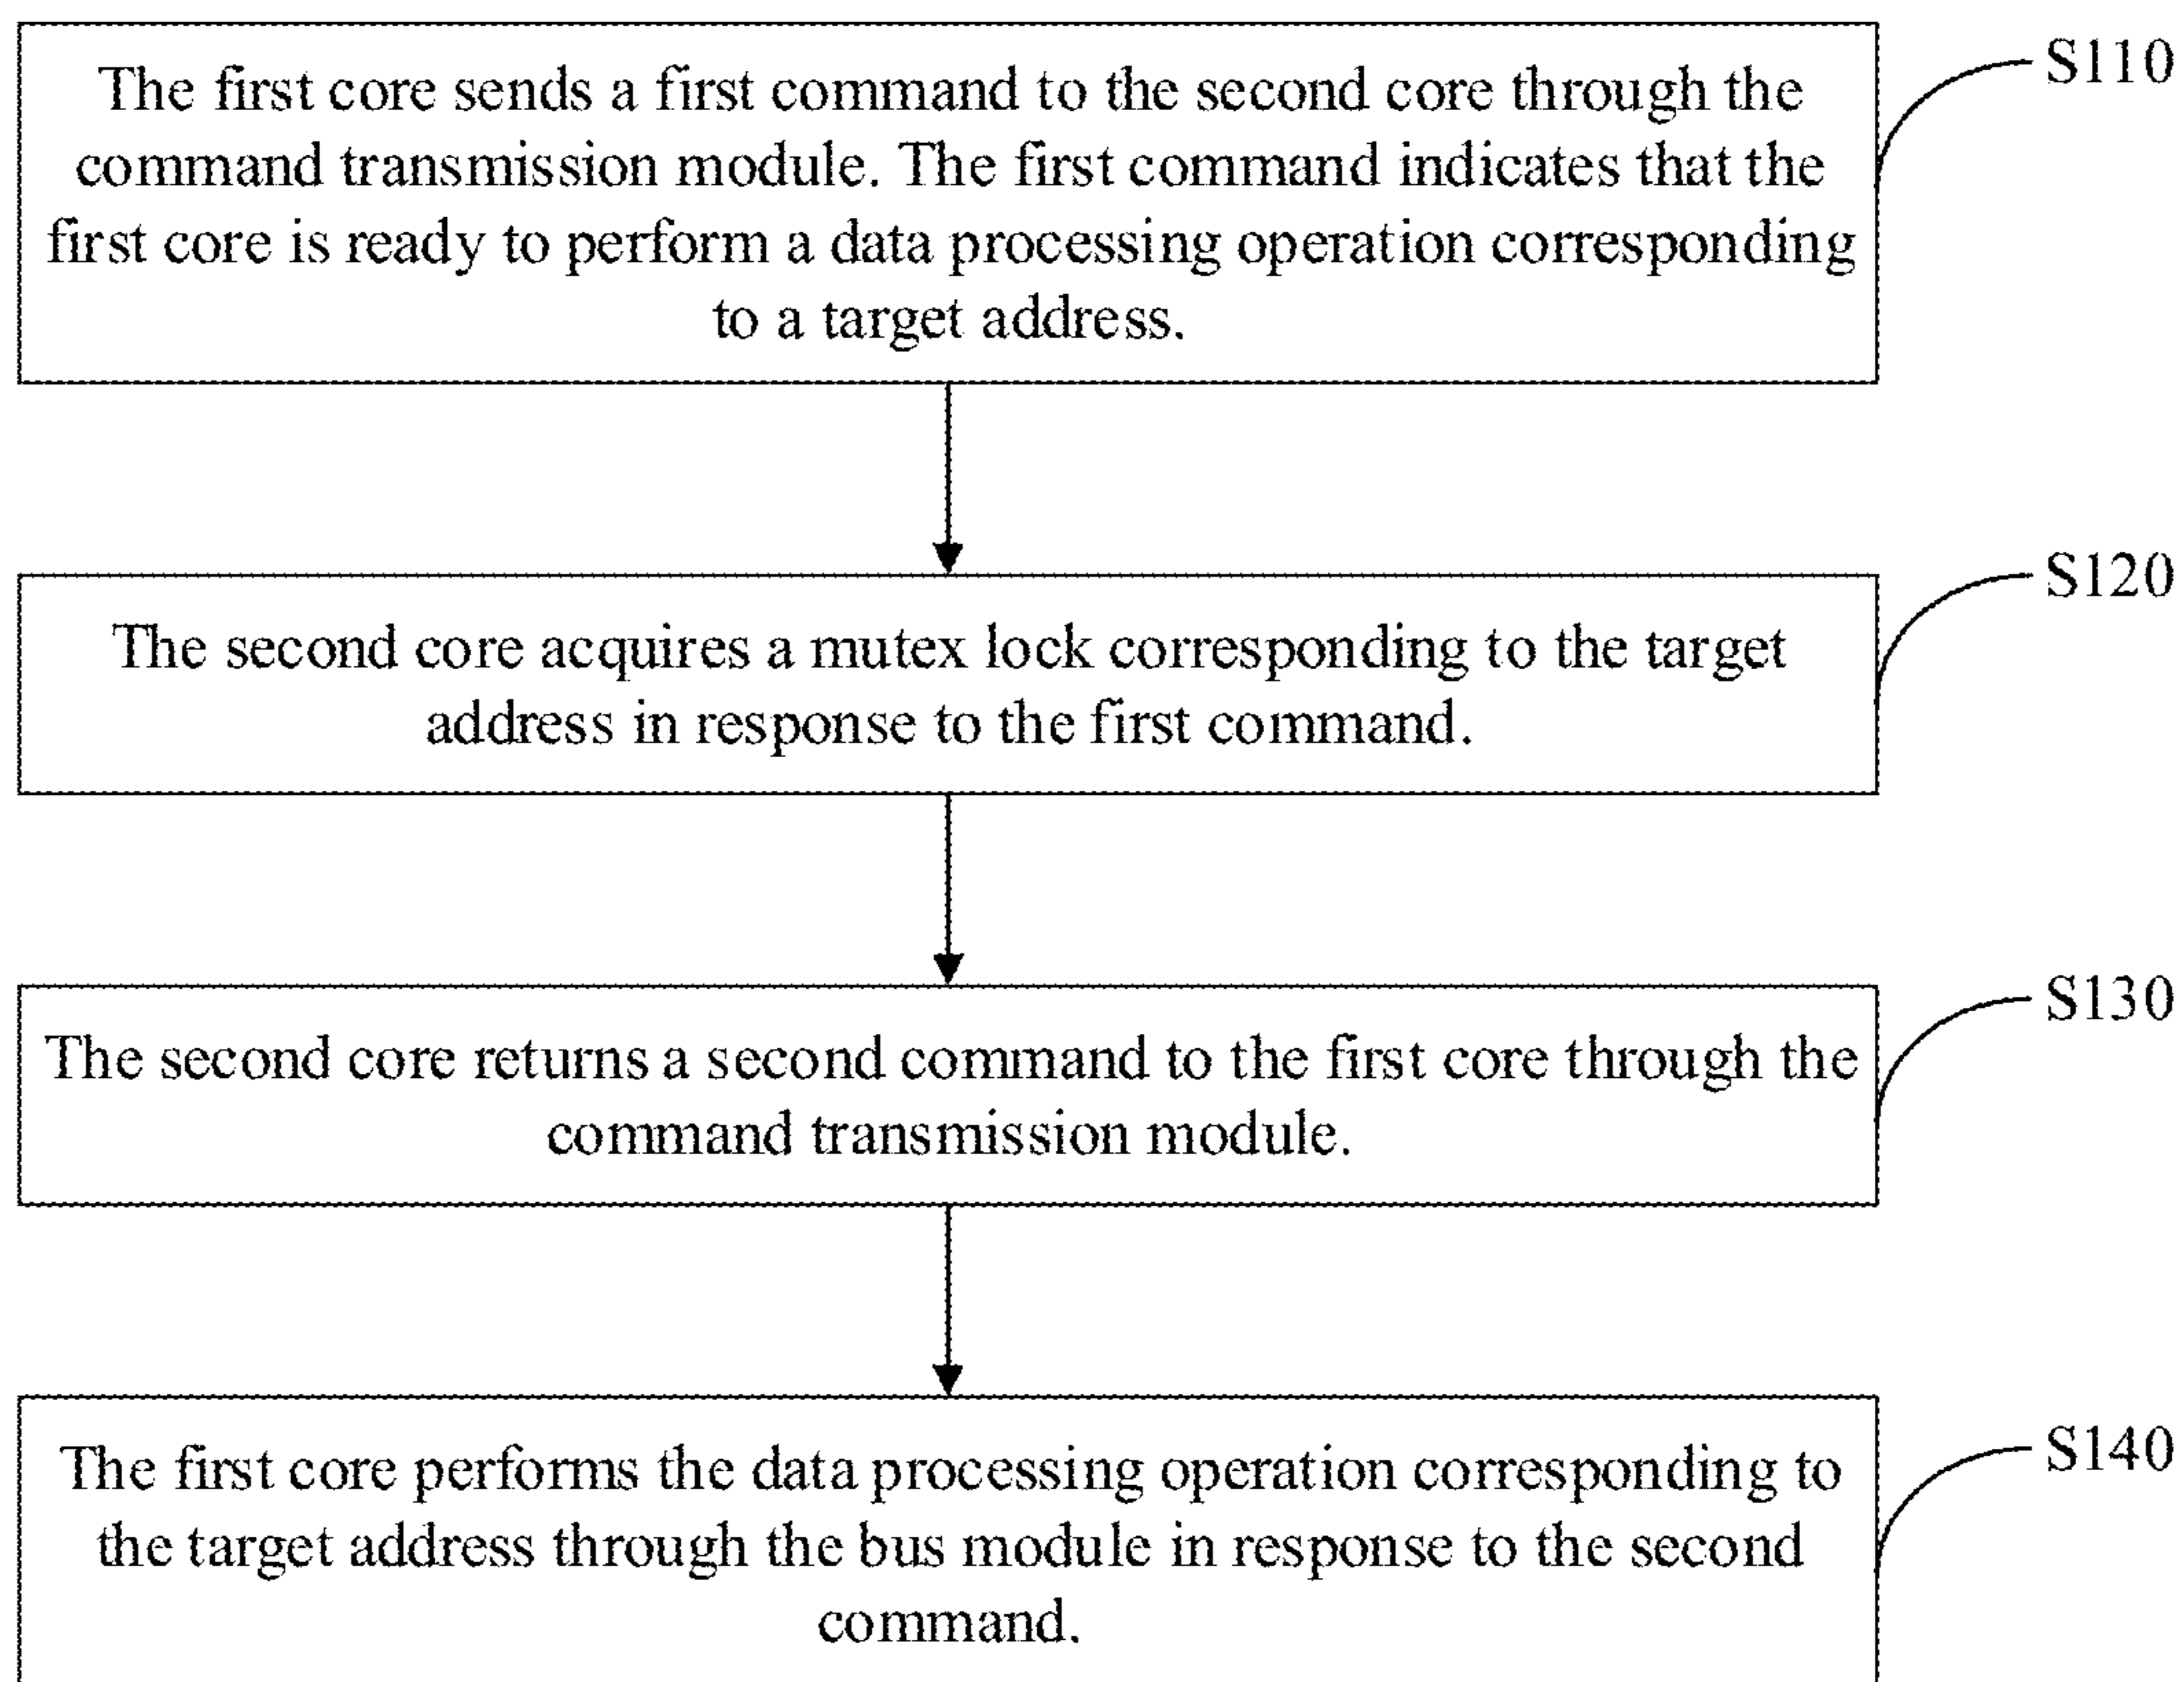 The first core sends a first command to the second core through the
command transmission module. The first command indicates that the
first core is ready to perform a data processing operation corresponding
to a target address.
S110
The second core acquires a mutex lock corresponding to the target
address in response to the first command.
S120
The second core returns a second command to the first core through the
command transmission module.
S130
The first core performs the data processing operation corresponding to
the target address through the bus module in response to the second
command.
S140